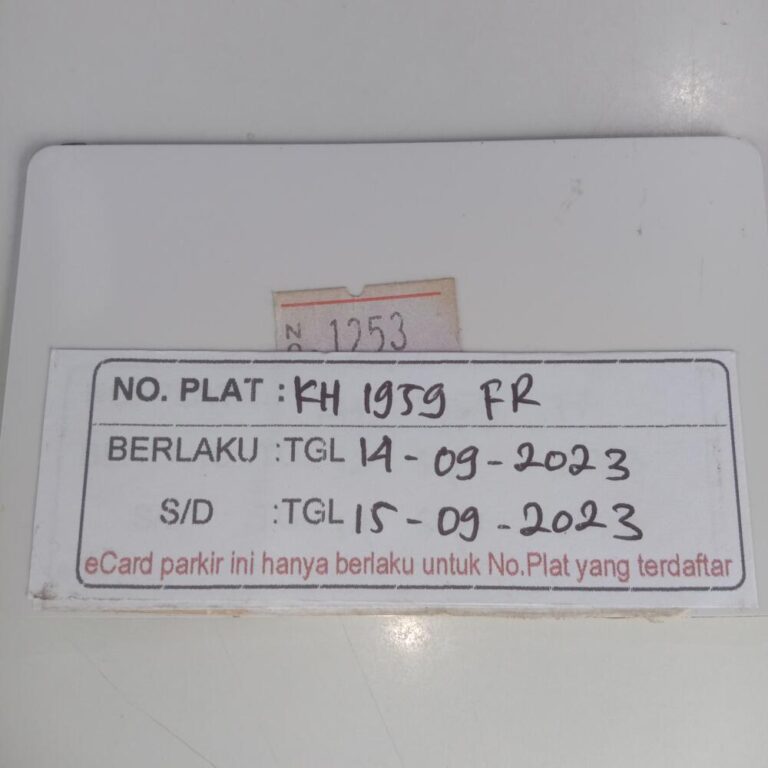 1253
NO. PLAT : KH 1959 FR
BERLAKU : TGL 14-09-2023
S/D : TGL 15-09-2023
eCard parkir ini hanya berlaku untuk No.Plat yang terdaftar